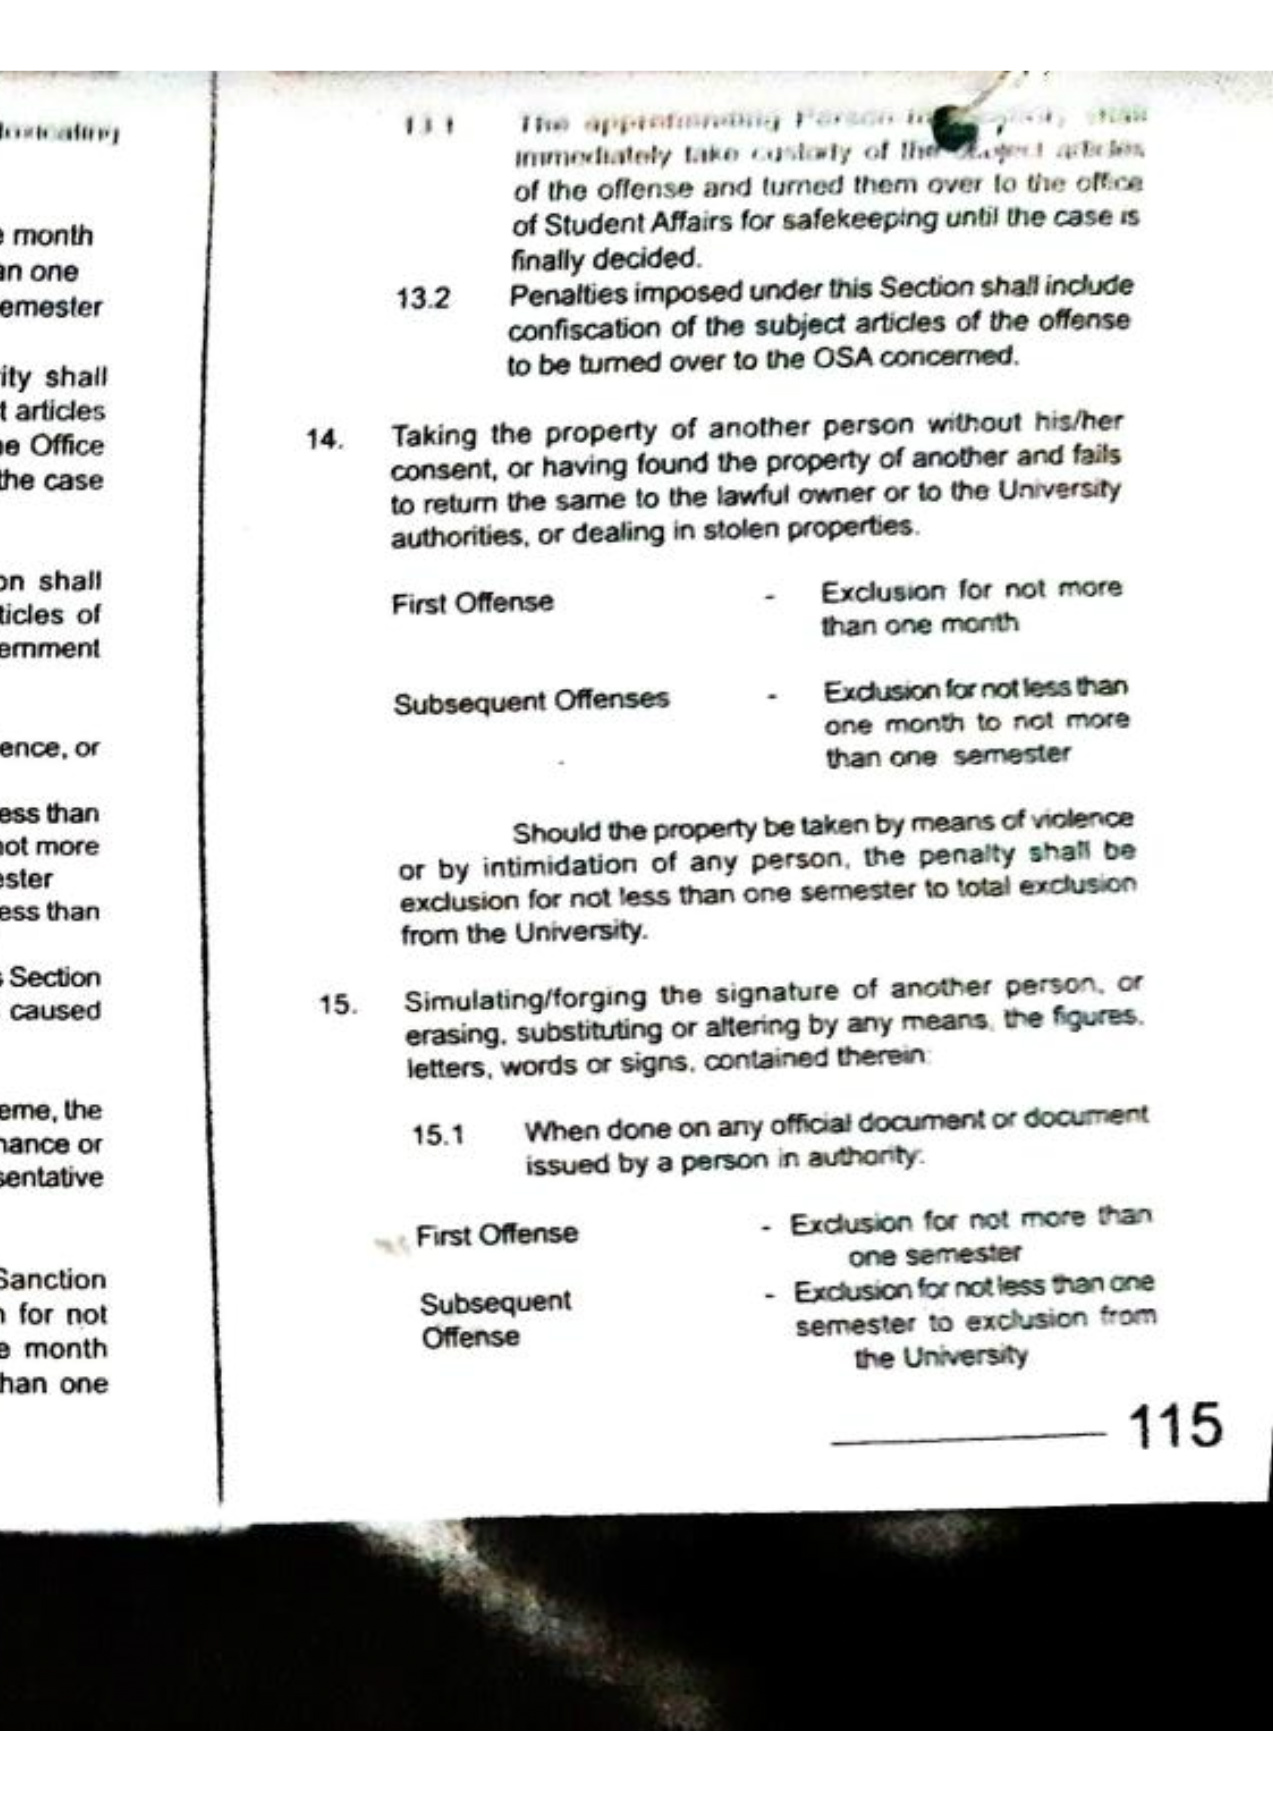 toxicating
e month
an one
emester
ity shall
t articles
he Office
the case
on shall
ticles of
ernment
ence, or
ess than
not more
ester
ess than
s Section
caused
eme, the
nance or
sentative
Sanction
n for not
e month
han one
13.1 The apprehending Person in shall
immediately take custody of the subject articles
of the offense and turned them over to the office
of Student Affairs for safekeeping until the case is
finally decided.
13.2 Penalties imposed under this Section shall include
confiscation of the subject articles of the offense
to be turned over to the OSA concerned.
14. Taking the property of another person without his/her
consent, or having found the property of another and fails
to return the same to the lawful owner or to the University
authorities, or dealing in stolen properties.
First Offense - Exclusion for not more
than one month
Subsequent Offenses - Exclusion for not less than
one month to not more
than one semester
Should the property be taken by means of violence
or by intimidation of any person, the penalty shall be
exclusion for not less than one semester to total exclusion
from the University.
15. Simulating/forging the signature of another person, or
erasing, substituting or altering by any means, the figures,
letters, words or signs, contained therein:
15.1 When done on any official document or document
issued by a person in authority:
First Offense - Exclusion for not more than
one semester
Subsequent - Exclusion for not less than one
Offense semester to exclusion from
the University
115